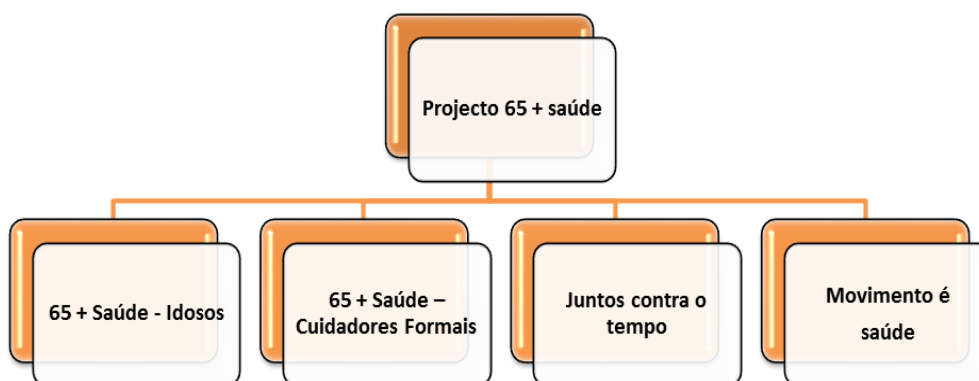 Projecto 65 + saúde
65 + Saúde - Idosos
65 + Saúde –
Cuidadores Formais
Juntos contra o
tempo
Movimento é
saúde